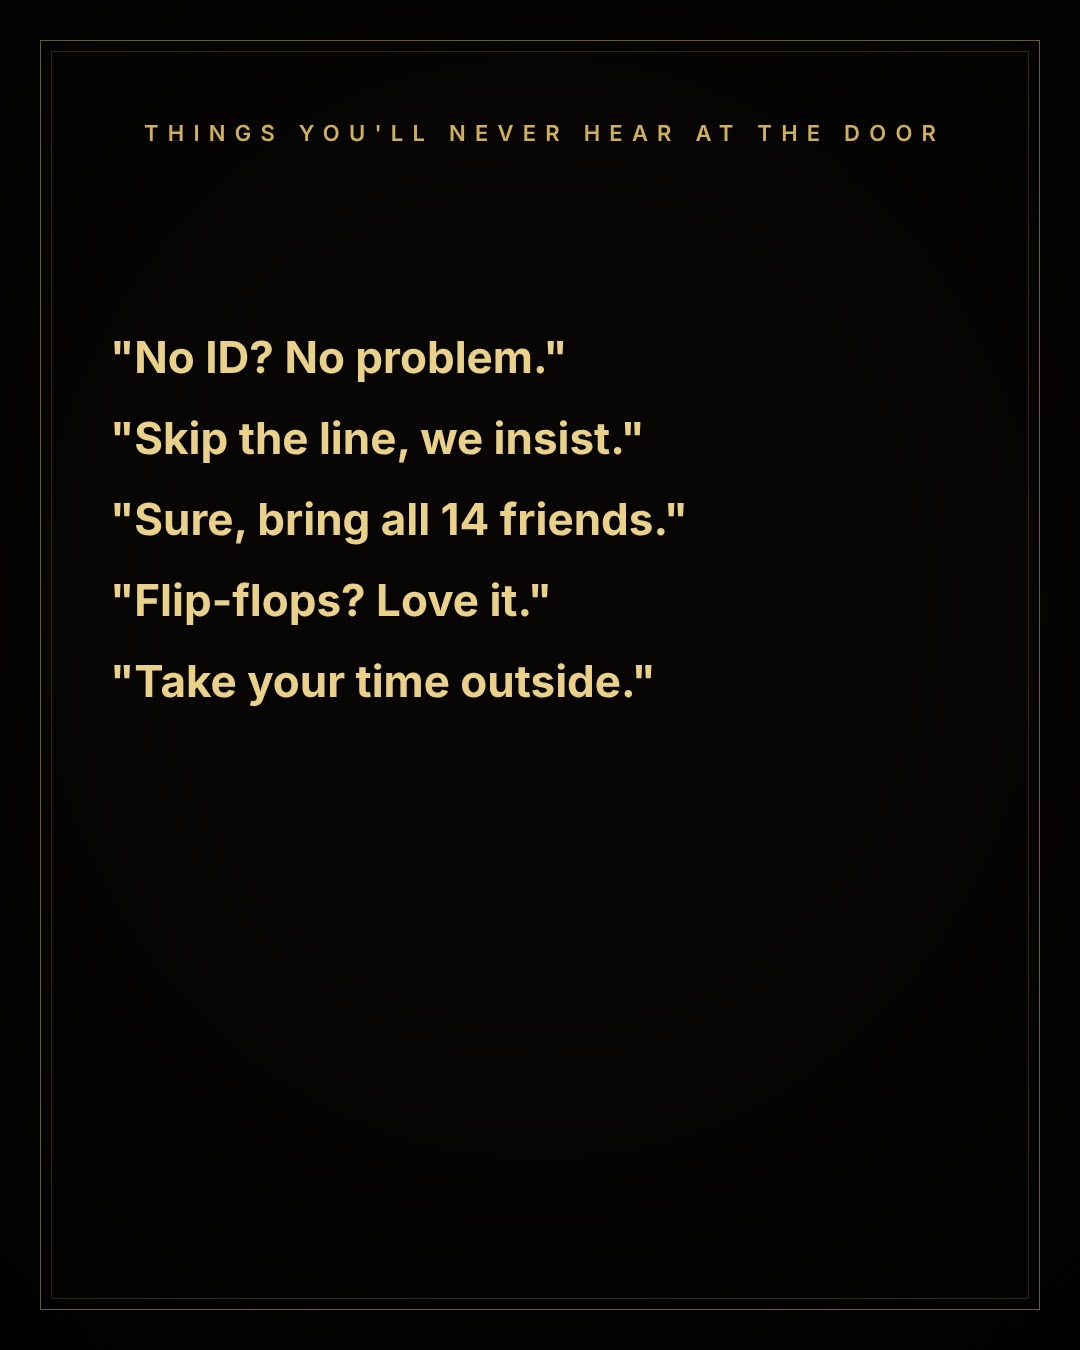 THINGS YOU'LL NEVER HEAR AT THE DOOR
"No ID? No problem."
"Skip the line, we insist."
"Sure, bring all 14 friends."
"Flip-flops? Love it."
"Take your time outside."